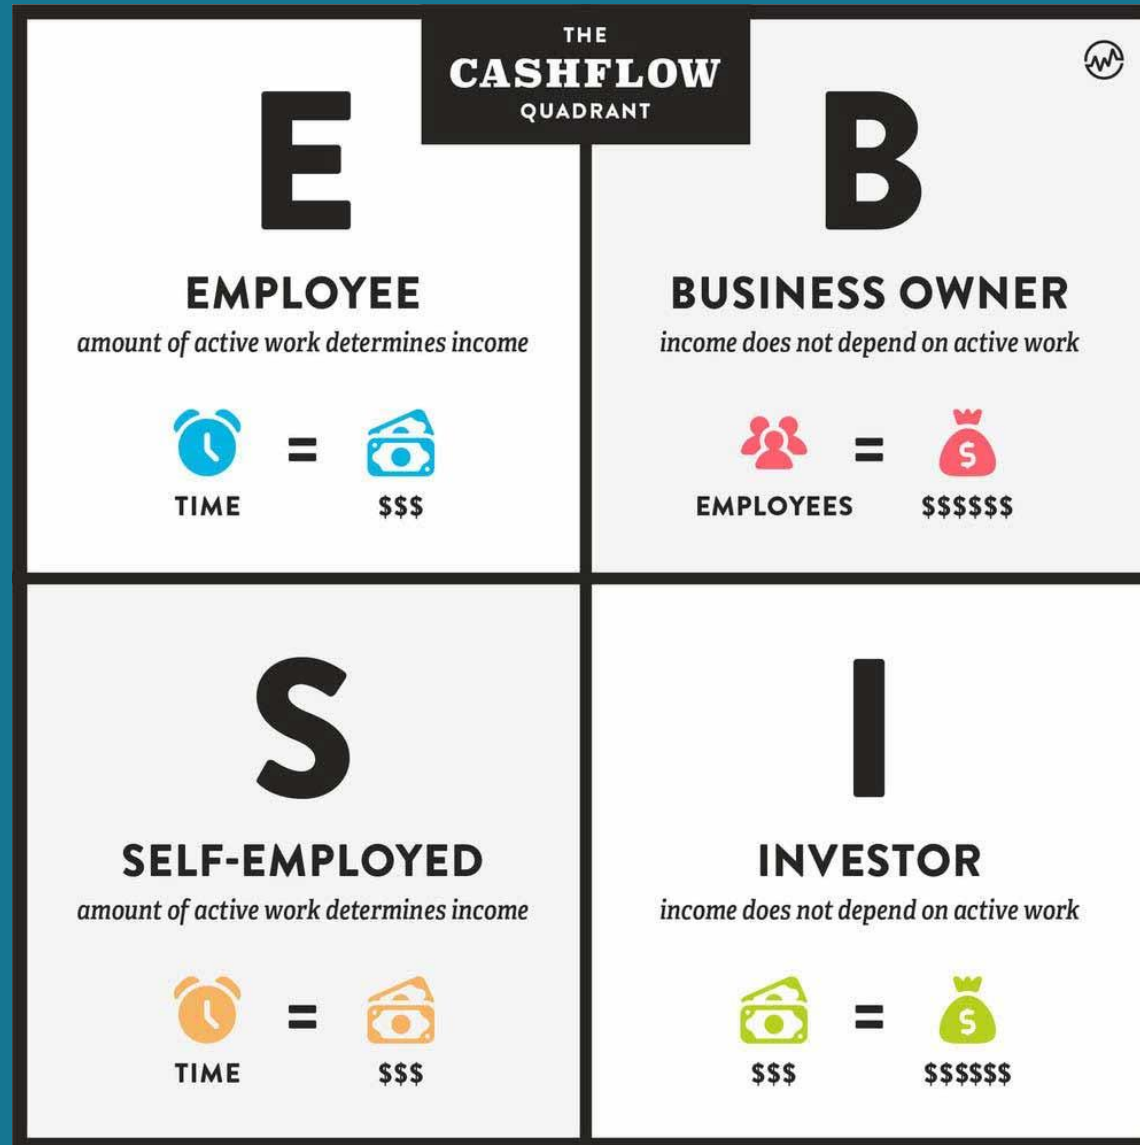 THE
CASHFLOW
QUADRANT
E
EMPLOYEE
amount of active work determines income
=
TIME
$$$
B
BUSINESS OWNER
income does not depend on active work
$
=
EMPLOYEES
$$$$$$
S
SELF-EMPLOYED
amount of active work determines income
=
TIME
$$$
I
INVESTOR
income does not depend on active work
$
=
$$$
$$$$$$